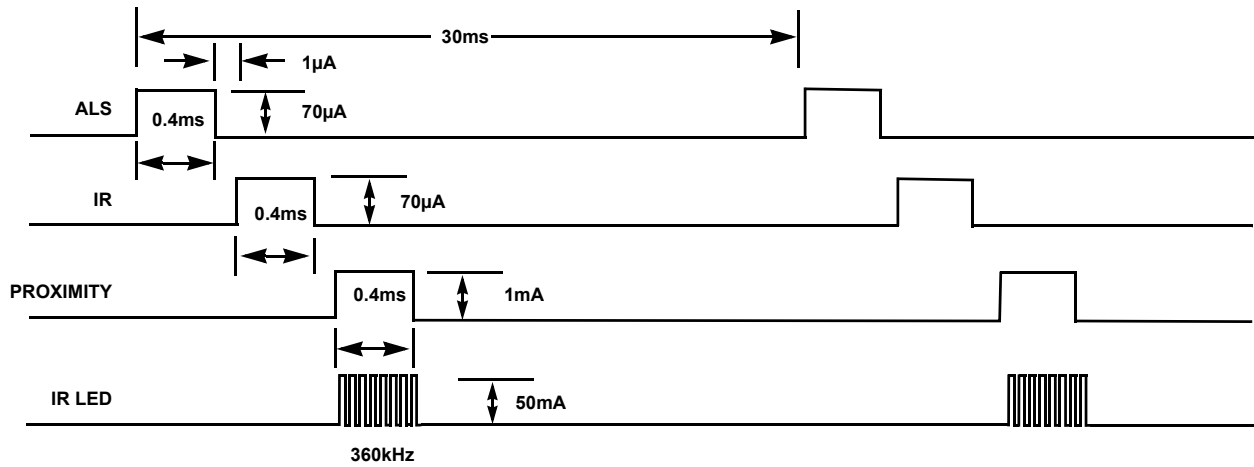 30ms
1µA
ALS
0.4ms
70µA
IR
0.4ms
70µA
PROXIMITY
0.4ms
1mA
IR LED
50mA
360kHz